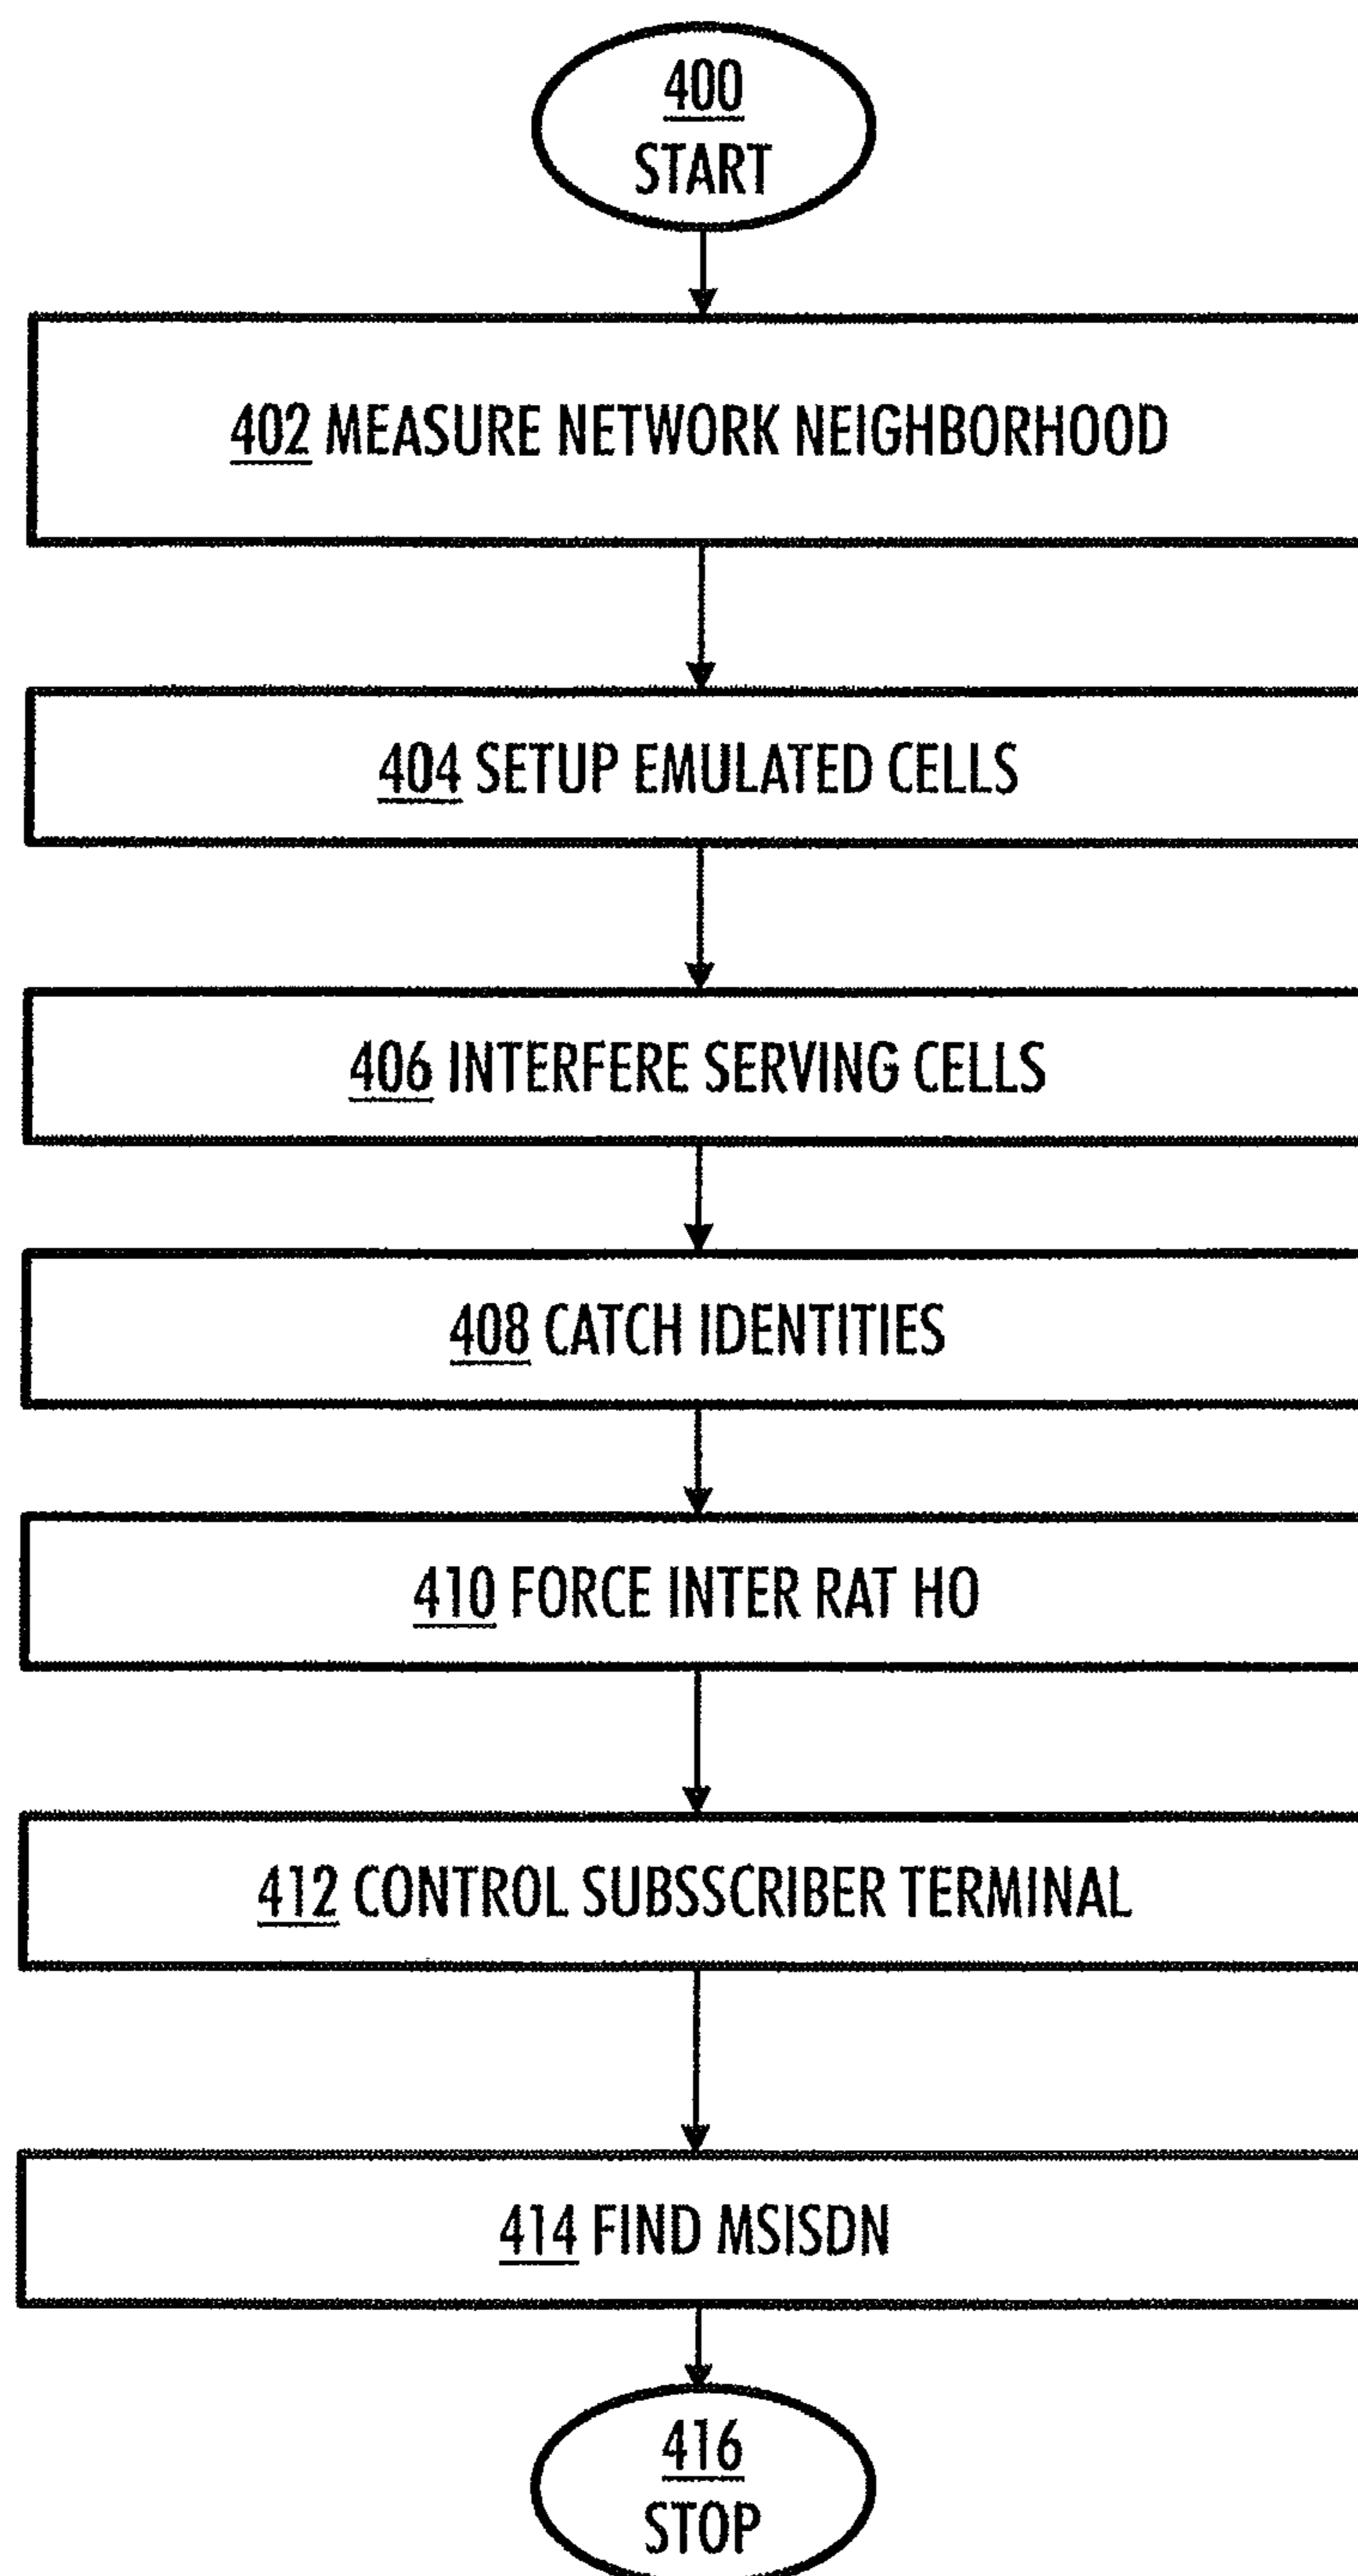 400
START
402 MEASURE NETWORK NEIGHBORHOOD
404 SETUP EMULATED CELLS
406 INTERFERE SERVING CELLS
408 CATCH IDENTITIES
410 FORCE INTER RAT HO
412 CONTROL SUBSSCRIBER TERMINAL
414 FIND MSISDN
416
STOP